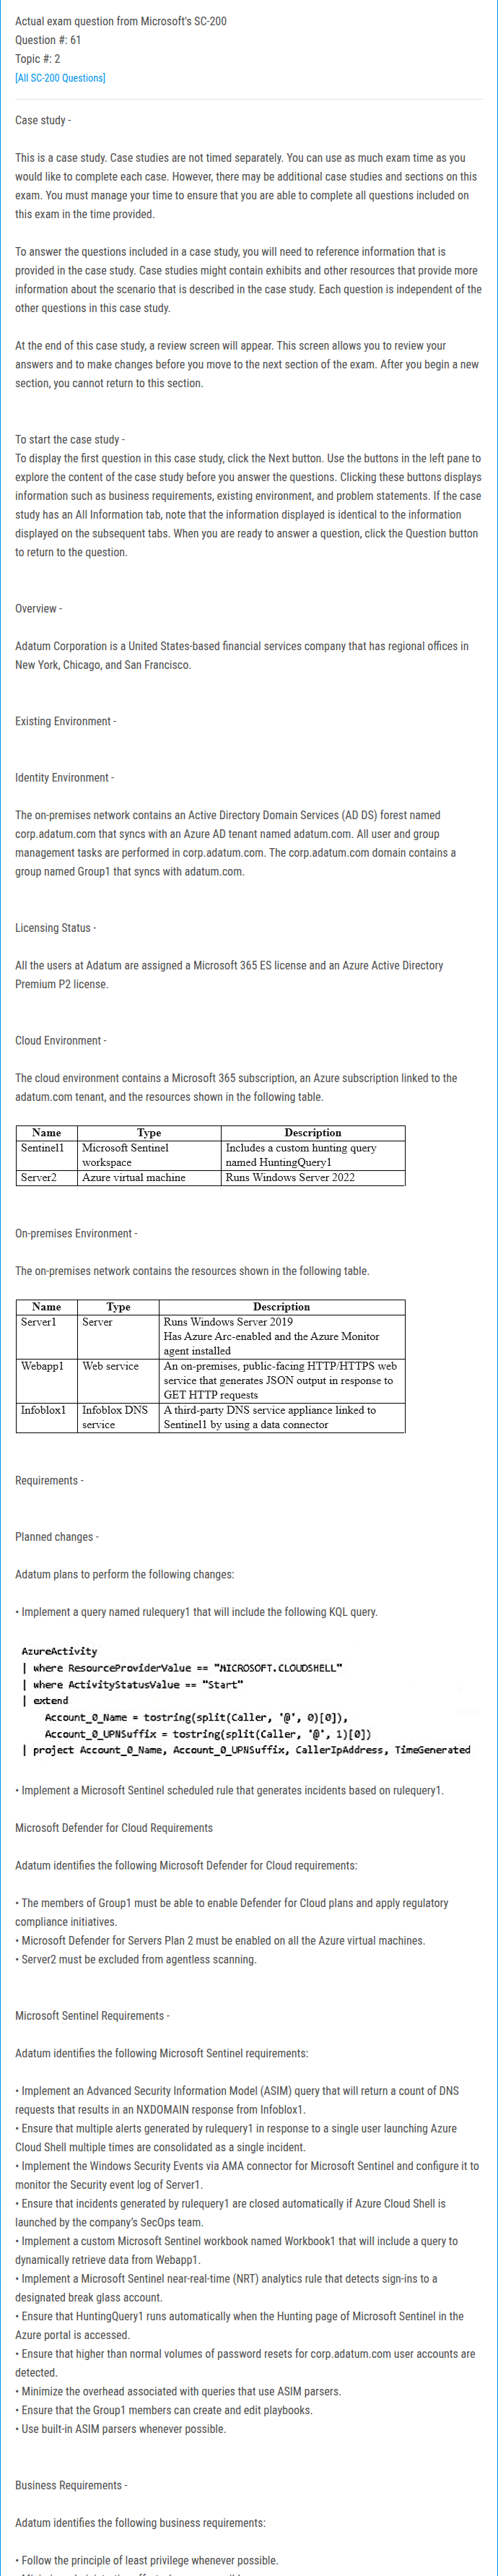 Actual exam question from Microsoft's SC-200
Question #: 61
Topic #: 2
[All SC-200 Questions]
Case study -
This is a case study. Case studies are not timed separately. You can use as much exam time as you
would like to complete each case. However, there may be additional case studies and sections on this
exam. You must manage your time to ensure that you are able to complete all questions included on
this exam in the time provided.
To answer the questions included in a case study, you will need to reference information that is
provided in the case study. Case studies might contain exhibits and other resources that provide more
information about the scenario that is described in the case study. Each question is independent of the
other questions in this case study.
At the end of this case study, a review screen will appear. This screen allows you to review your
answers and to make changes before you move to the next section of the exam. After you begin a new
section, you cannot return to this section.
To start the case study -
To display the first question in this case study, click the Next button. Use the buttons in the left pane to
explore the content of the case study before you answer the questions. Clicking these buttons displays
information such as business requirements, existing environment, and problem statements. If the case
study has an All Information tab, note that the information displayed is identical to the information
displayed on the subsequent tabs. When you are ready to answer a question, click the Question button
to return to the question.
Overview -
Adatum Corporation is a United States-based financial services company that has regional offices in
New York, Chicago, and San Francisco.
Existing Environment -
Identity Environment -
The on-premises network contains an Active Directory Domain Services (AD DS) forest named
corp.adatum.com that syncs with an Azure AD tenant named adatum.com. All user and group
management tasks are performed in corp.adatum.com. The corp.adatum.com domain contains a
group named Group1 that syncs with adatum.com.
Licensing Status -
All the users at Adatum are assigned a Microsoft 365 ES license and an Azure Active Directory
Premium P2 license.
Cloud Environment -
The cloud environment contains a Microsoft 365 subscription, an Azure subscription linked to the
adatum.com tenant, and the resources shown in the following table.
Name Type Description
Sentinel1 Microsoft Sentinel Includes a custom hunting query
workspace named HuntingQuery1
Server2 Azure virtual machine Runs Windows Server 2022
On-premises Environment -
The on-premises network contains the resources shown in the following table.
Name Type Description
Server1 Server Runs Windows Server 2019
Has Azure Arc-enabled and the Azure Monitor
agent installed
Webapp1 Web service An on-premises, public-facing HTTP/HTTPS web
service that generates JSON output in response to
GET HTTP requests
Infoblox1 Infoblox DNS A third-party DNS service appliance linked to
service Sentinel1 by using a data connector
Requirements -
Planned changes -
Adatum plans to perform the following changes:
• Implement a query named rulequery1 that will include the following KQL query.
AzureActivity
| where ResourceProviderValue == "MICROSOFT.CLOUDSHELL"
| where ActivityStatusValue == "Start"
| extend
Account_0_Name = tostring(split(Caller, '@', 0)[0]),
Account_0_UPNSuffix = tostring(split(Caller, '@', 1)[0])
| project Account_0_Name, Account_0_UPNSuffix, CallerIpAddress, TimeGenerated
• Implement a Microsoft Sentinel scheduled rule that generates incidents based on rulequery1.
Microsoft Defender for Cloud Requirements
Adatum identifies the following Microsoft Defender for Cloud requirements:
• The members of Group1 must be able to enable Defender for Cloud plans and apply regulatory
compliance initiatives.
• Microsoft Defender for Servers Plan 2 must be enabled on all the Azure virtual machines.
• Server2 must be excluded from agentless scanning.
Microsoft Sentinel Requirements -
Adatum identifies the following Microsoft Sentinel requirements:
• Implement an Advanced Security Information Model (ASIM) query that will return a count of DNS
requests that results in an NXDOMAIN response from Infoblox1.
• Ensure that multiple alerts generated by rulequery1 in response to a single user launching Azure
Cloud Shell multiple times are consolidated as a single incident.
• Implement the Windows Security Events via AMA connector for Microsoft Sentinel and configure it to
monitor the Security event log of Server1.
• Ensure that incidents generated by rulequery1 are closed automatically if Azure Cloud Shell is
launched by the company's SecOps team.
• Implement a custom Microsoft Sentinel workbook named Workbook1 that will include a query to
dynamically retrieve data from Webapp1.
• Implement a Microsoft Sentinel near-real-time (NRT) analytics rule that detects sign-ins to a
designated break glass account.
• Ensure that HuntingQuery1 runs automatically when the Hunting page of Microsoft Sentinel in the
Azure portal is accessed.
• Ensure that higher than normal volumes of password resets for corp.adatum.com user accounts are
detected.
• Minimize the overhead associated with queries that use ASIM parsers.
• Ensure that the Group1 members can create and edit playbooks.
• Use built-in ASIM parsers whenever possible.
Business Requirements -
Adatum identifies the following business requirements:
• Follow the principle of least privilege whenever possible.